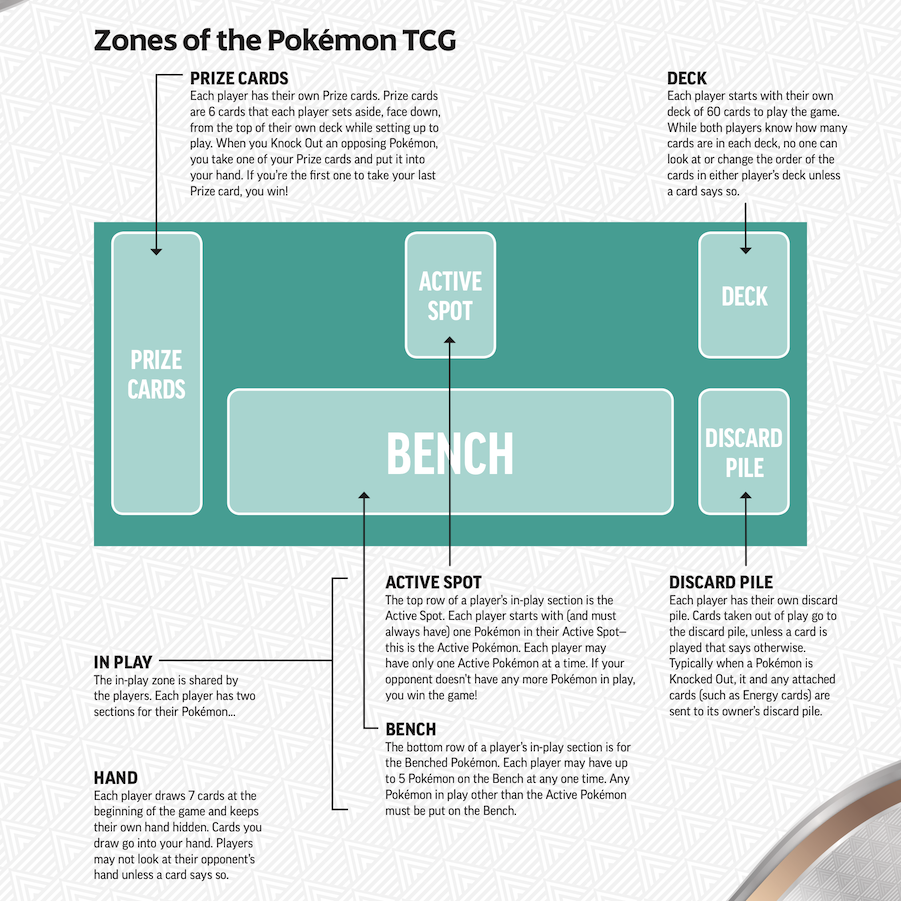 Zones of the Pokémon TCG
PRIZE CARDS
Each player has their own Prize cards. Prize cards
are 6 cards that each player sets aside, face down,
from the top of their own deck while setting up to
play. When you Knock Out an opposing Pokémon,
you take one of your Prize cards and put it into
your hand. If you're the first one to take your last
Prize card, you win!
DECK
Each player starts with their own
deck of 60 cards to play the game.
While both players know how many
cards are in each deck, no one can
look at or change the order of the
cards in either player's deck unless
a card says so.
PRIZE
CARDS
ACTIVE
SPOT
DECK
BENCH
DISCARD
PILE
IN PLAY
The in-play zone is shared by
the players. Each player has two
sections for their Pokémon...
HAND
Each player draws 7 cards at the
beginning of the game and keeps
their own hand hidden. Cards you
draw go into your hand. Players
may not look at their opponent's
hand unless a card says so.
ACTIVE SPOT
The top row of a player's in-play section is the
Active Spot. Each player starts with (and must
always have) one Pokémon in their Active Spot—
this is the Active Pokémon. Each player may
have only one Active Pokémon at a time. If your
opponent doesn't have any more Pokémon in play,
you win the game!
BENCH
The bottom row of a player's in-play section is for
the Benched Pokémon. Each player may have up
to 5 Pokémon on the Bench at any one time. Any
Pokémon in play other than the Active Pokémon
must be put on the Bench.
DISCARD PILE
Each player has their own discard
pile. Cards taken out of play go to
the discard pile, unless a card is
played that says otherwise.
Typically when a Pokémon is
Knocked Out, it and any attached
cards (such as Energy cards) are
sent to its owner's discard pile.